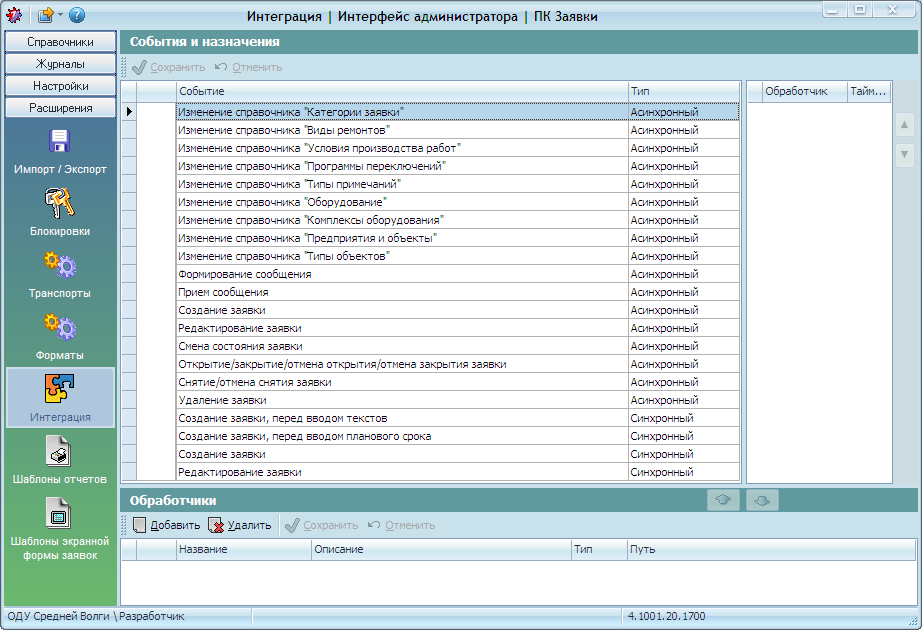 Интеграция | Интерфейс администратора | ПК Заявки
Справочники
Журналы
Настройки
Расширения
Импорт / Экспорт
Блокировки
Транспорты
Форматы
Интеграция
Шаблоны отчетов
Шаблоны экранной
формы заявок
События и назначения
Сохранить Отменить
Событие Тип
Изменение справочника "Категории заявки" Асинхронный
Изменение справочника "Виды ремонтов" Асинхронный
Изменение справочника "Условия производства работ" Асинхронный
Изменение справочника "Программы переключений" Асинхронный
Изменение справочника "Типы примечаний" Асинхронный
Изменение справочника "Оборудование" Асинхронный
Изменение справочника "Комплексы оборудования" Асинхронный
Изменение справочника "Предприятия и объекты" Асинхронный
Изменение справочника "Типы объектов" Асинхронный
Формирование сообщения Асинхронный
Прием сообщения Асинхронный
Создание заявки Асинхронный
Редактирование заявки Асинхронный
Смена состояния заявки Асинхронный
Открытие/закрытие/отмена открытия/отмена закрытия заявки Асинхронный
Снятие/отмена снятия заявки Асинхронный
Удаление заявки Асинхронный
Создание заявки, перед вводом текстов Синхронный
Создание заявки, перед вводом планового срока Синхронный
Создание заявки Синхронный
Редактирование заявки Синхронный
Обработчик Тайм...
Обработчики
Добавить Удалить Сохранить Отменить
Название Описание Тип Путь
ОДУ Средней Волги \ Разработчик 4.1001.20.1700